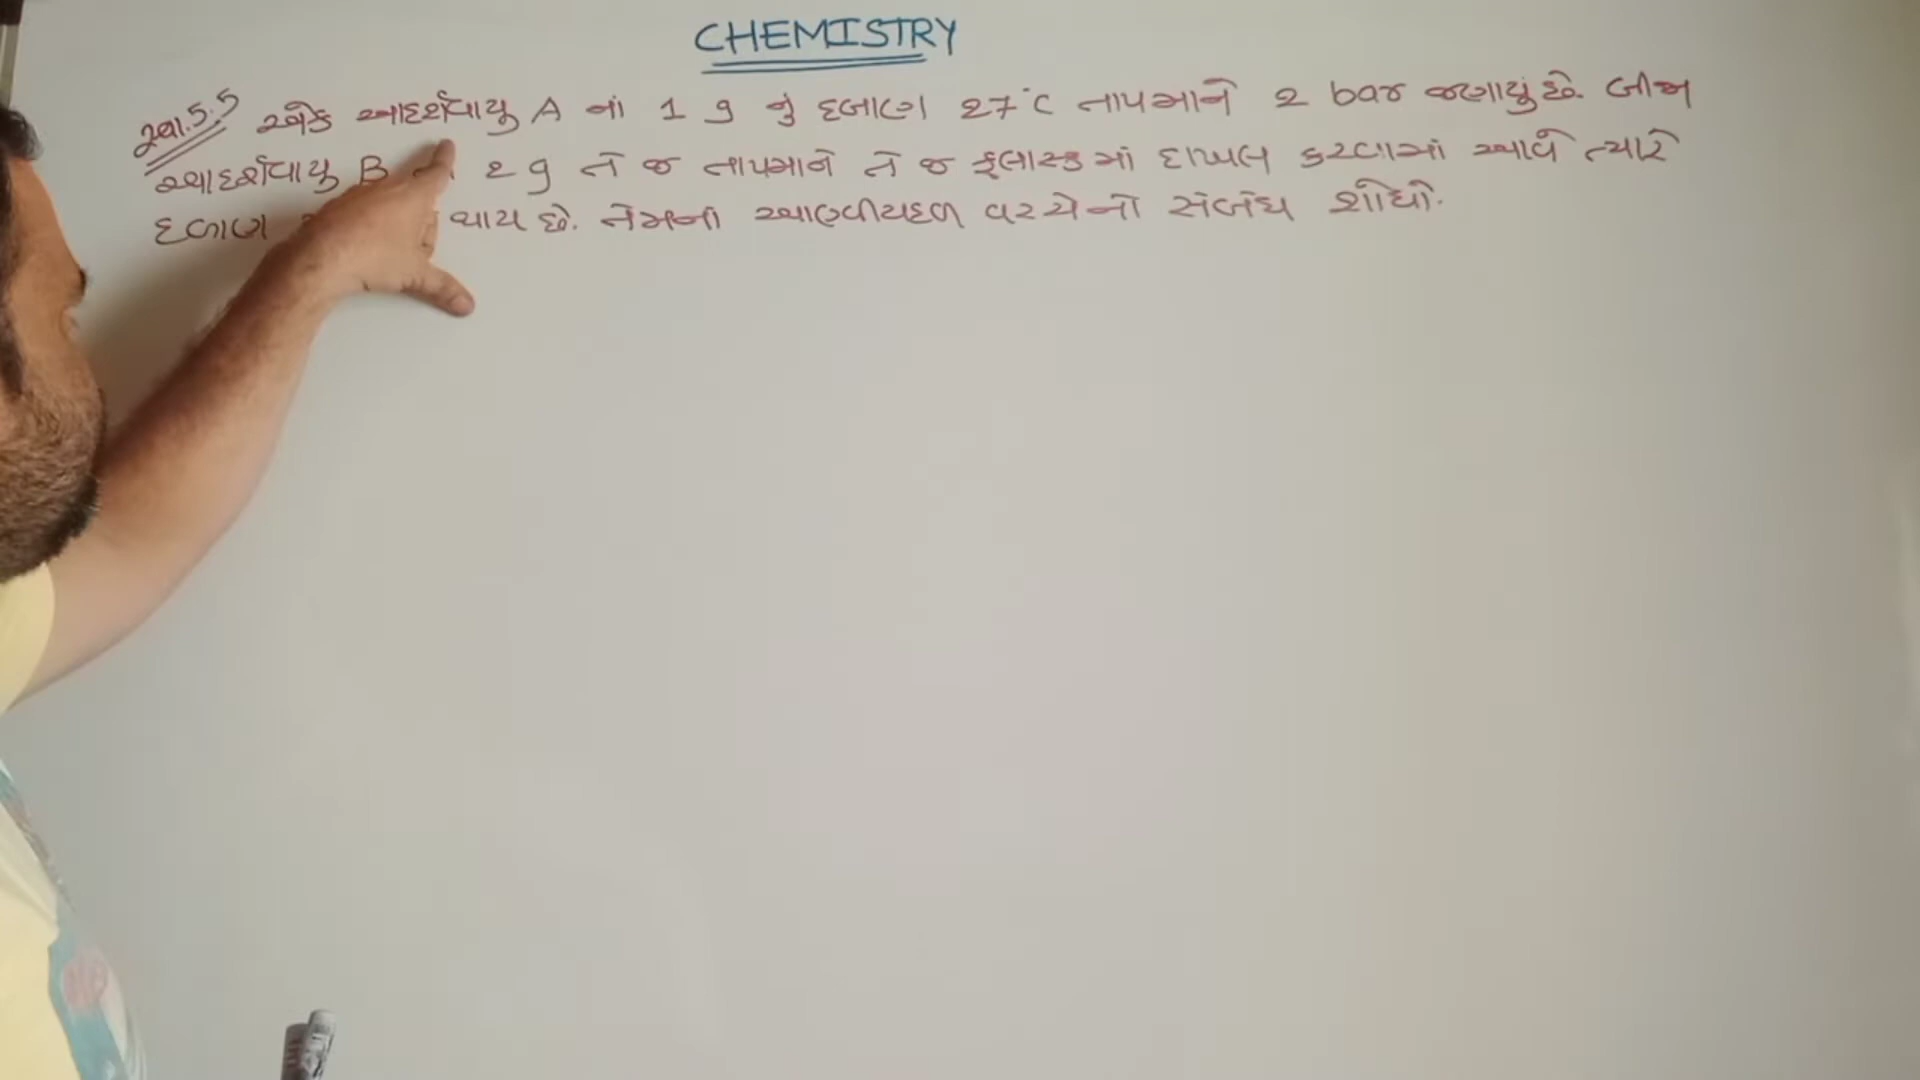 CHEMISTRY
સ્વા.5.5 એક આદર્શવાયુ A નાં 1 g નું દબાણ 27°C તાપમાને 2 bar જણાયું છે. બીજા
આદર્શવાયુ B 2 g તે જ તાપમાને તે જ ફ્લાસ્કમાં દાખલ કરવામાં આવે ત્યારે
દબાણ થાય છે. તેમનાં આણ્વીયદળ વચ્ચેનો સંબંધ શોધો.